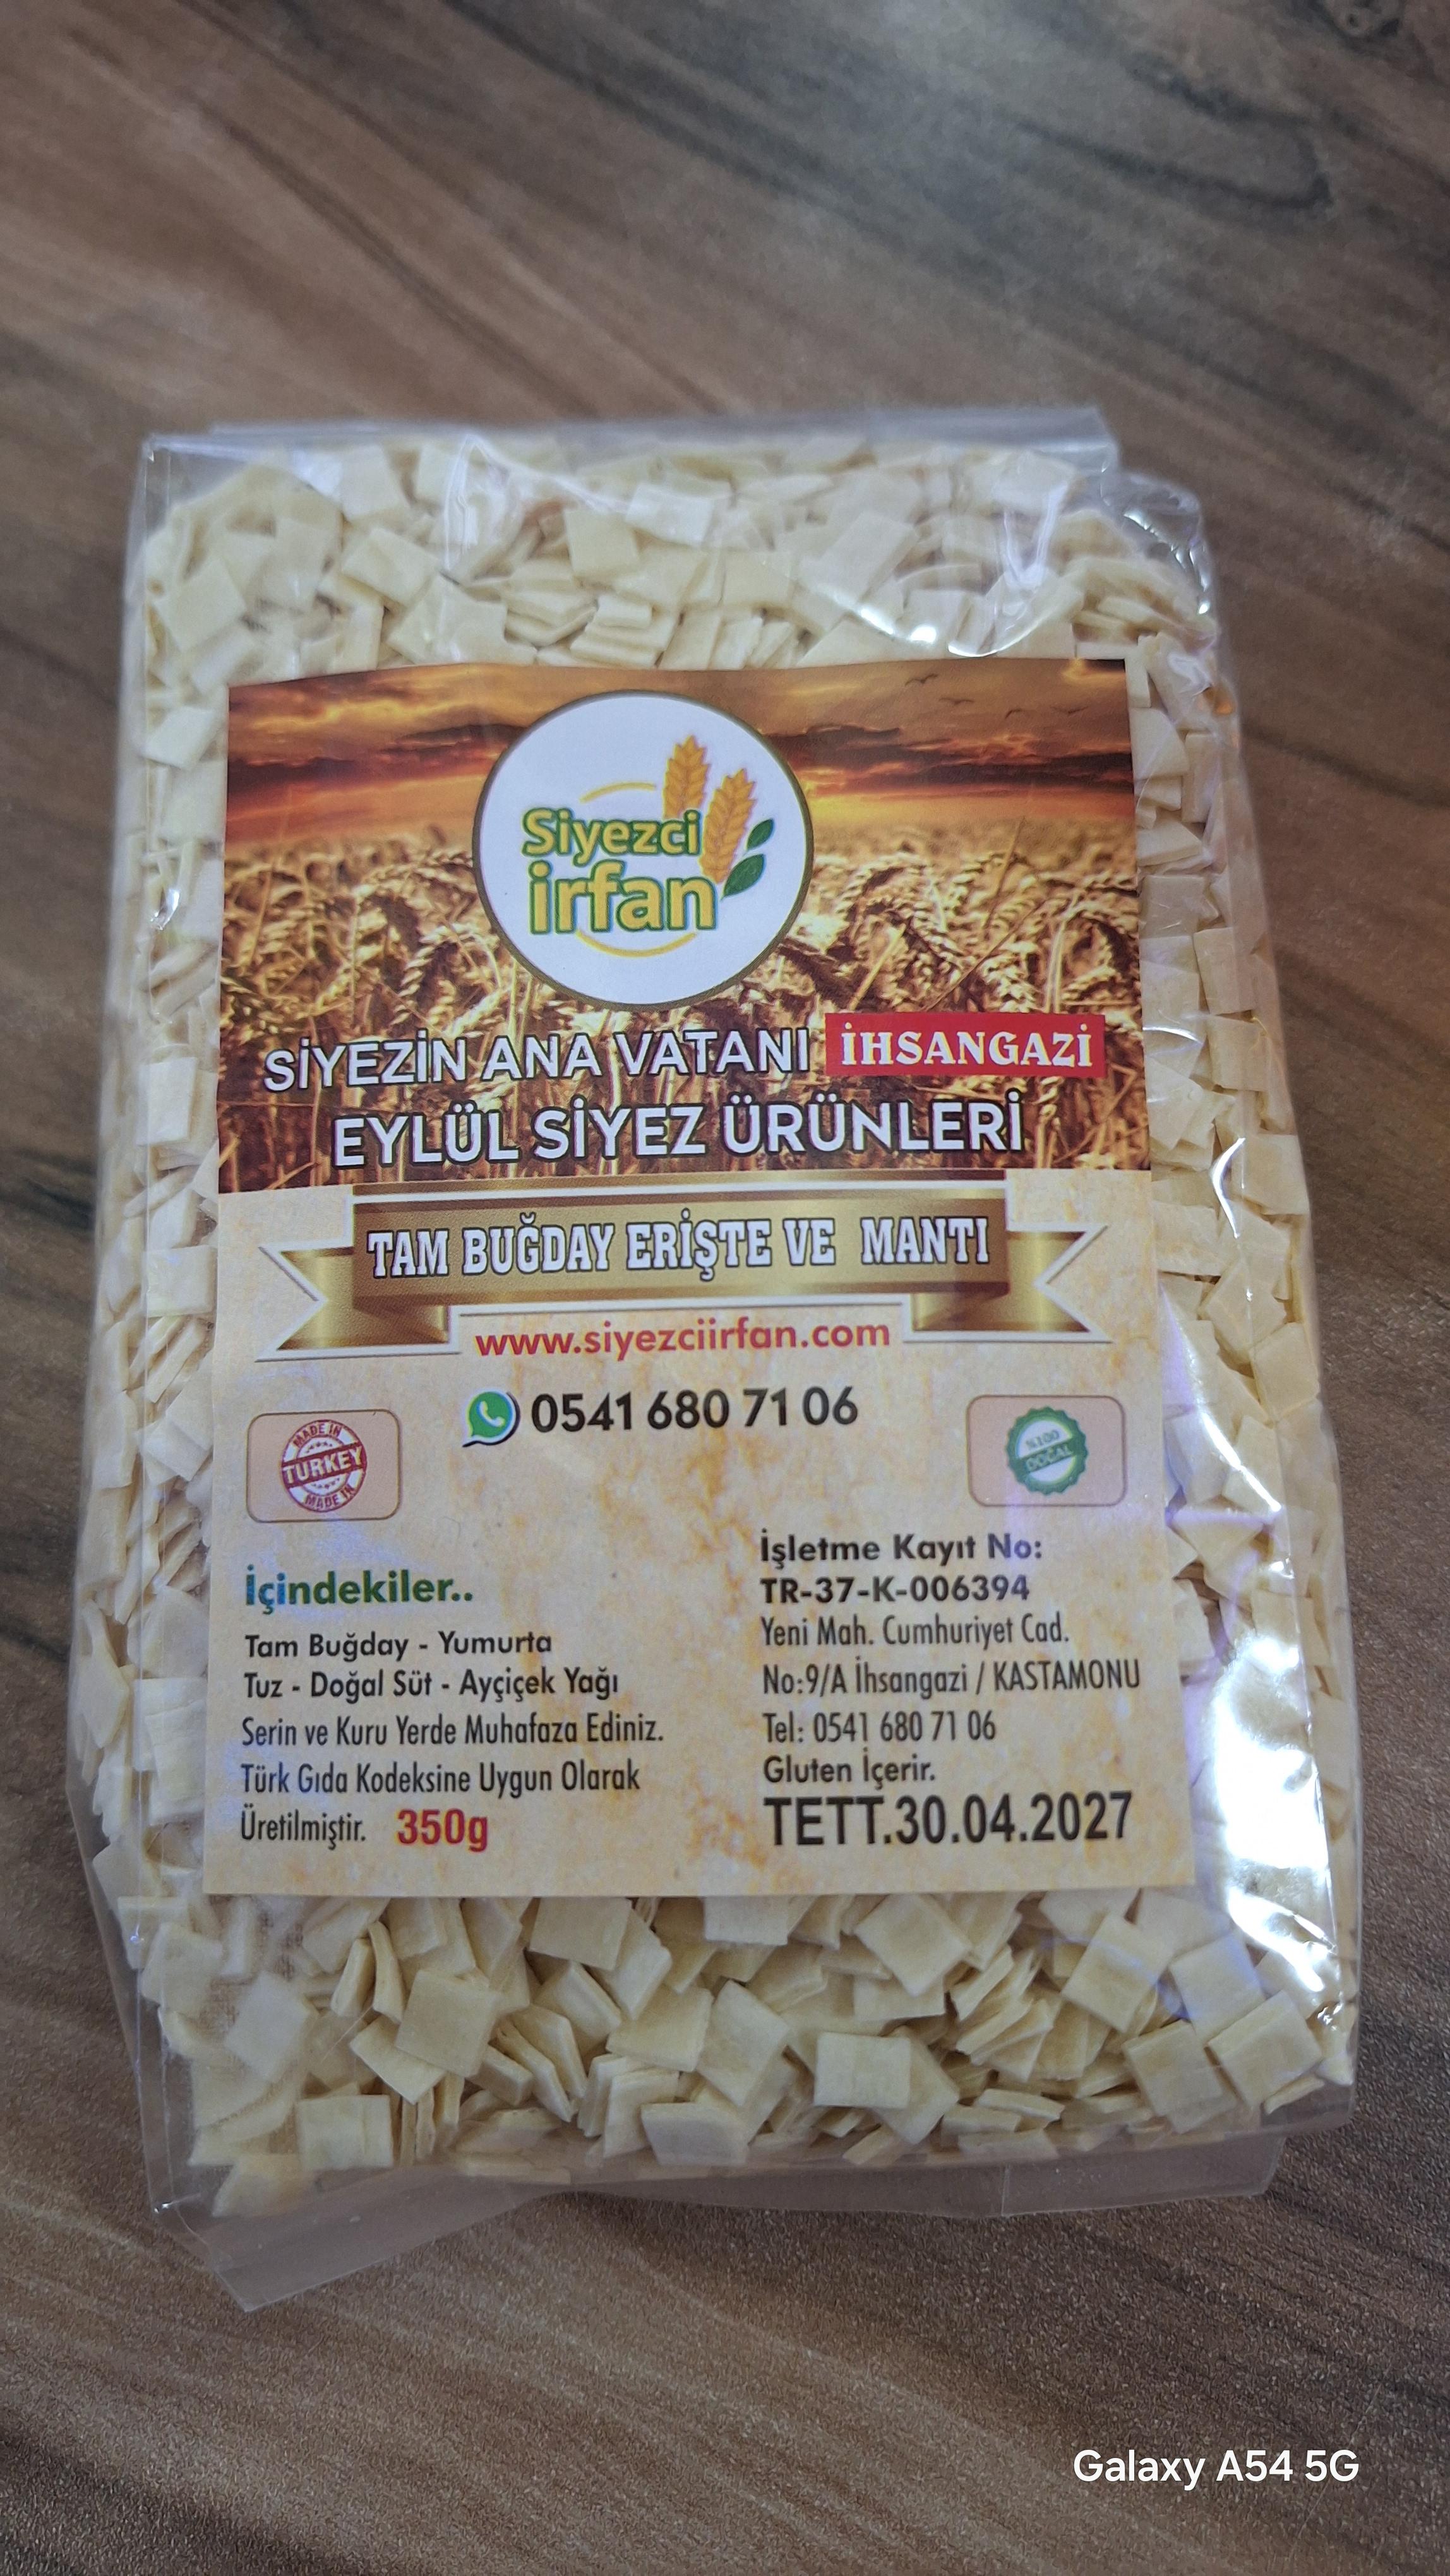 Siyezci
irfan
SİYEZİN ANA VATANI İHSANGAZİ
EYLÜL SİYEZ ÜRÜNLERİ
TAM BUĞDAY ERİŞTE VE MANTI
www.siyezciirfan.com
0541 680 71 06
MADE IN
TURKEY
MADE IN
%100
DOĞAL
İçindekiler..
Tam Buğday - Yumurta
Tuz - Doğal Süt - Ayçiçek Yağı
Serin ve Kuru Yerde Muhafaza Ediniz.
Türk Gıda Kodeksine Uygun Olarak
Üretilmiştir. 350g
İşletme Kayıt No:
TR-37-K-006394
Yeni Mah. Cumhuriyet Cad.
No:9/A İhsangazi / KASTAMONU
Tel: 0541 680 71 06
Gluten İçerir.
TETT.30.04.2027
Galaxy A54 5G